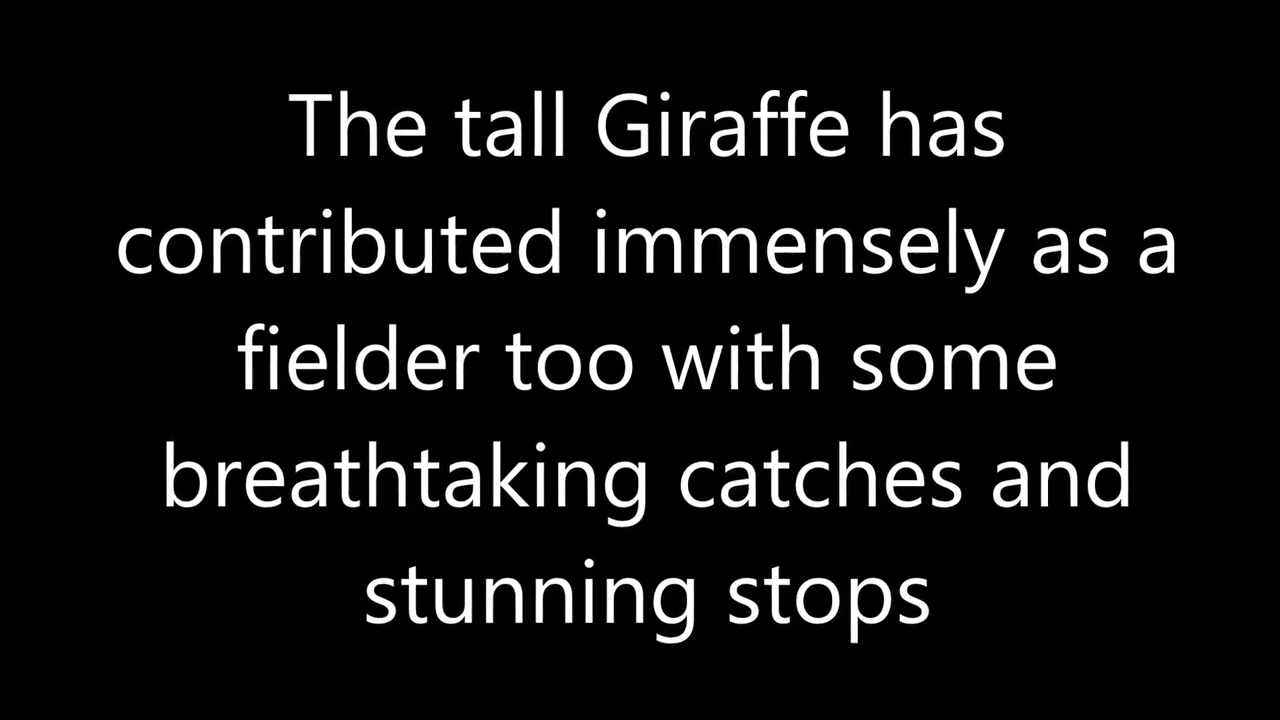 The tall Giraffe has
contributed immensely as a
fielder too with some
breathtaking catches and
stunning stops